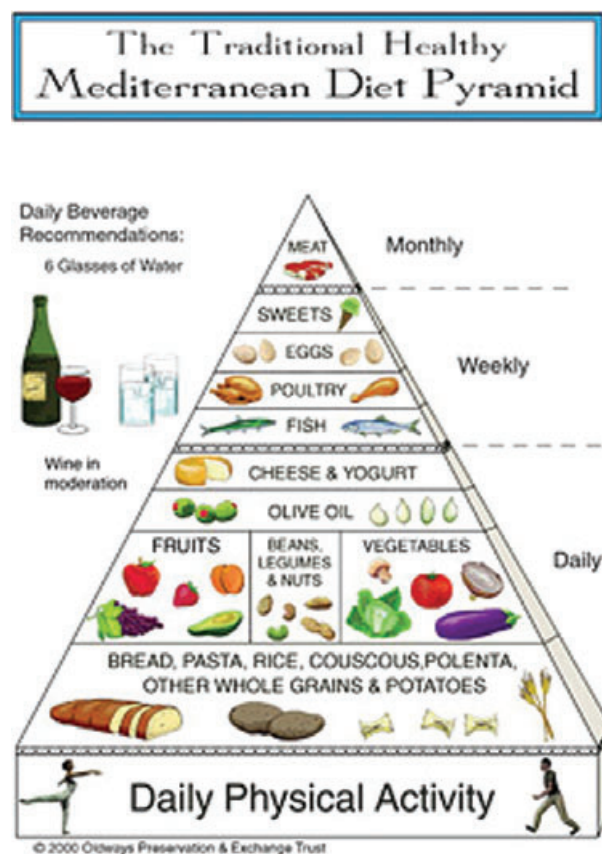 The Traditional Healthy
Mediterranean Diet Pyramid
Daily Beverage
Recommendations:
6 Glasses of Water
Wine in
moderation
MEAT
Monthly
SWEETS
EGGS
POULTRY
FISH
Weekly
CHEESE & YOGURT
OLIVE OIL
FRUITS
BEANS,
LEGUMES
& NUTS
VEGETABLES
Daily
BREAD, PASTA, RICE, COUSCOUS,POLENTA,
OTHER WHOLE GRAINS & POTATOES
Daily Physical Activity
© 2000 Oldways Preservation & Exchange Trust